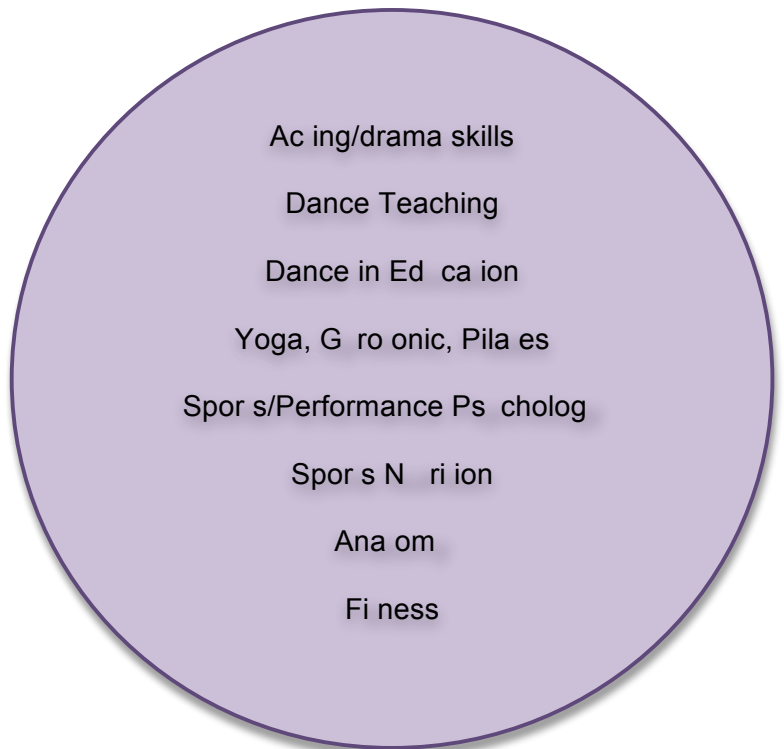 Ac ing/drama skills
Dance Teaching
Dance in Ed  ca ion
Yoga, G  ro onic, Pila es
Spor s/Performance Ps  cholog
Spor s N   ri ion
Ana om
Fi ness